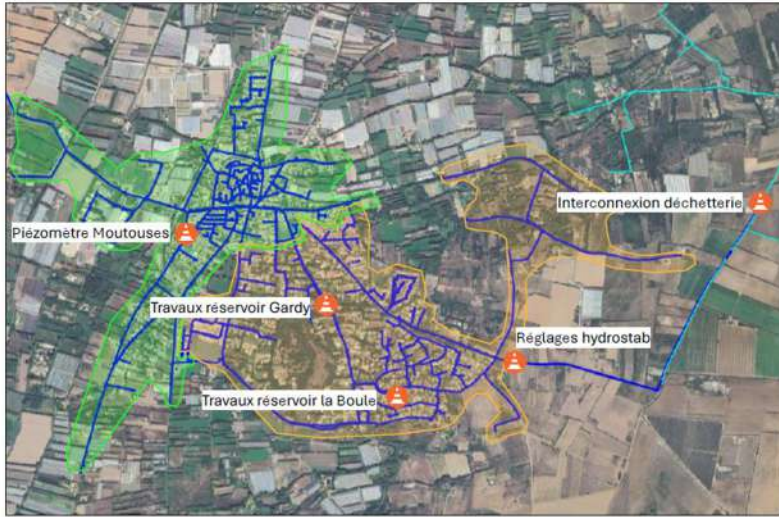 Interconnexion déchetterie
Piézomètre Moutouses
Travaux réservoir Gardy
Réglages hydrostab
Travaux réservoir la Boule